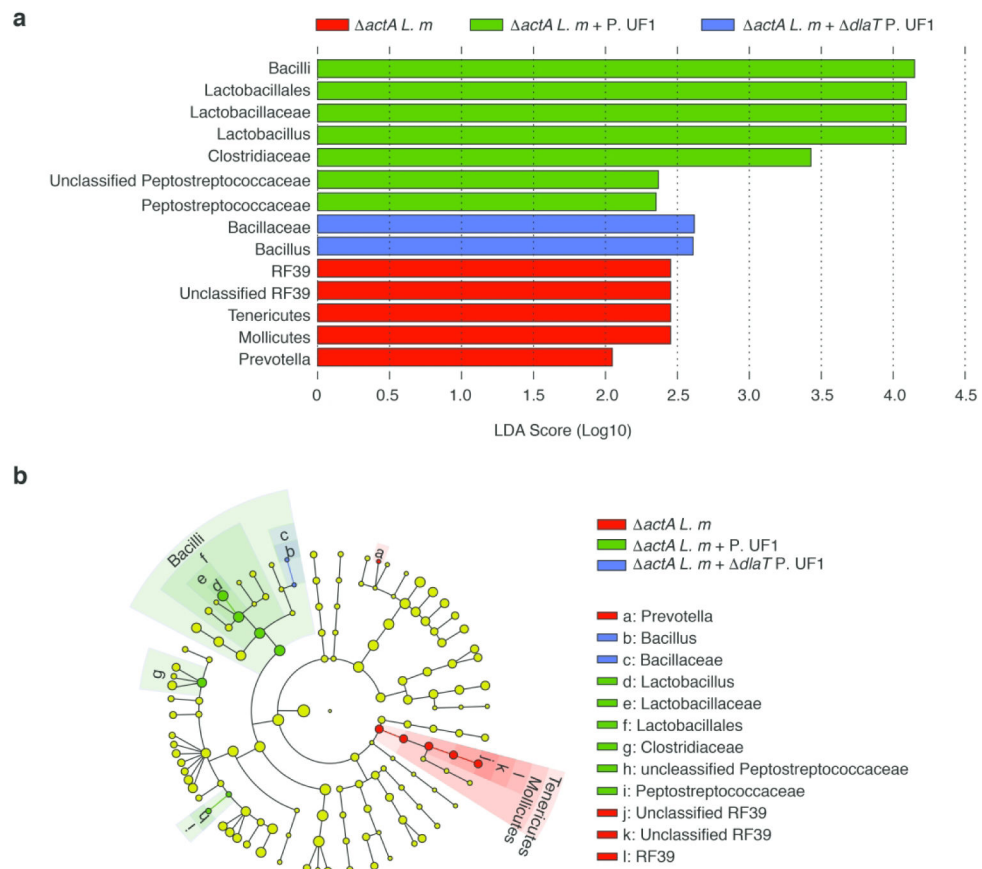 a
ΔactA L. m ΔactA L. m + P. UF1 ΔactA L. m + ΔdlaT P. UF1
Bacilli
Lactobacillales
Lactobacillaceae
Lactobacillus
Clostridiaceae
Unclassified Peptostreptococcaceae
Peptostreptococcaceae
Bacillaceae
Bacillus
RF39
Unclassified RF39
Tenericutes
Mollicutes
Prevotella
0 0.5 1.0 1.5 2.0 2.5 3.0 3.5 4.0 4.5
LDA Score (Log10)
b
Bacilli
f
e
d
c
b
a
g
i
j
k
l
Mollicutes
Tenericutes
ΔactA L. m
ΔactA L. m + P. UF1
ΔactA L. m + ΔdlaT P. UF1
a: Prevotella
b: Bacillus
c: Bacillaceae
d: Lactobacillus
e: Lactobacillaceae
f: Lactobacillales
g: Clostridiaceae
h: uncleassified Peptostreptococcaceae
i: Peptostreptococcaceae
j: Unclassified RF39
k: Unclassified RF39
l: RF39